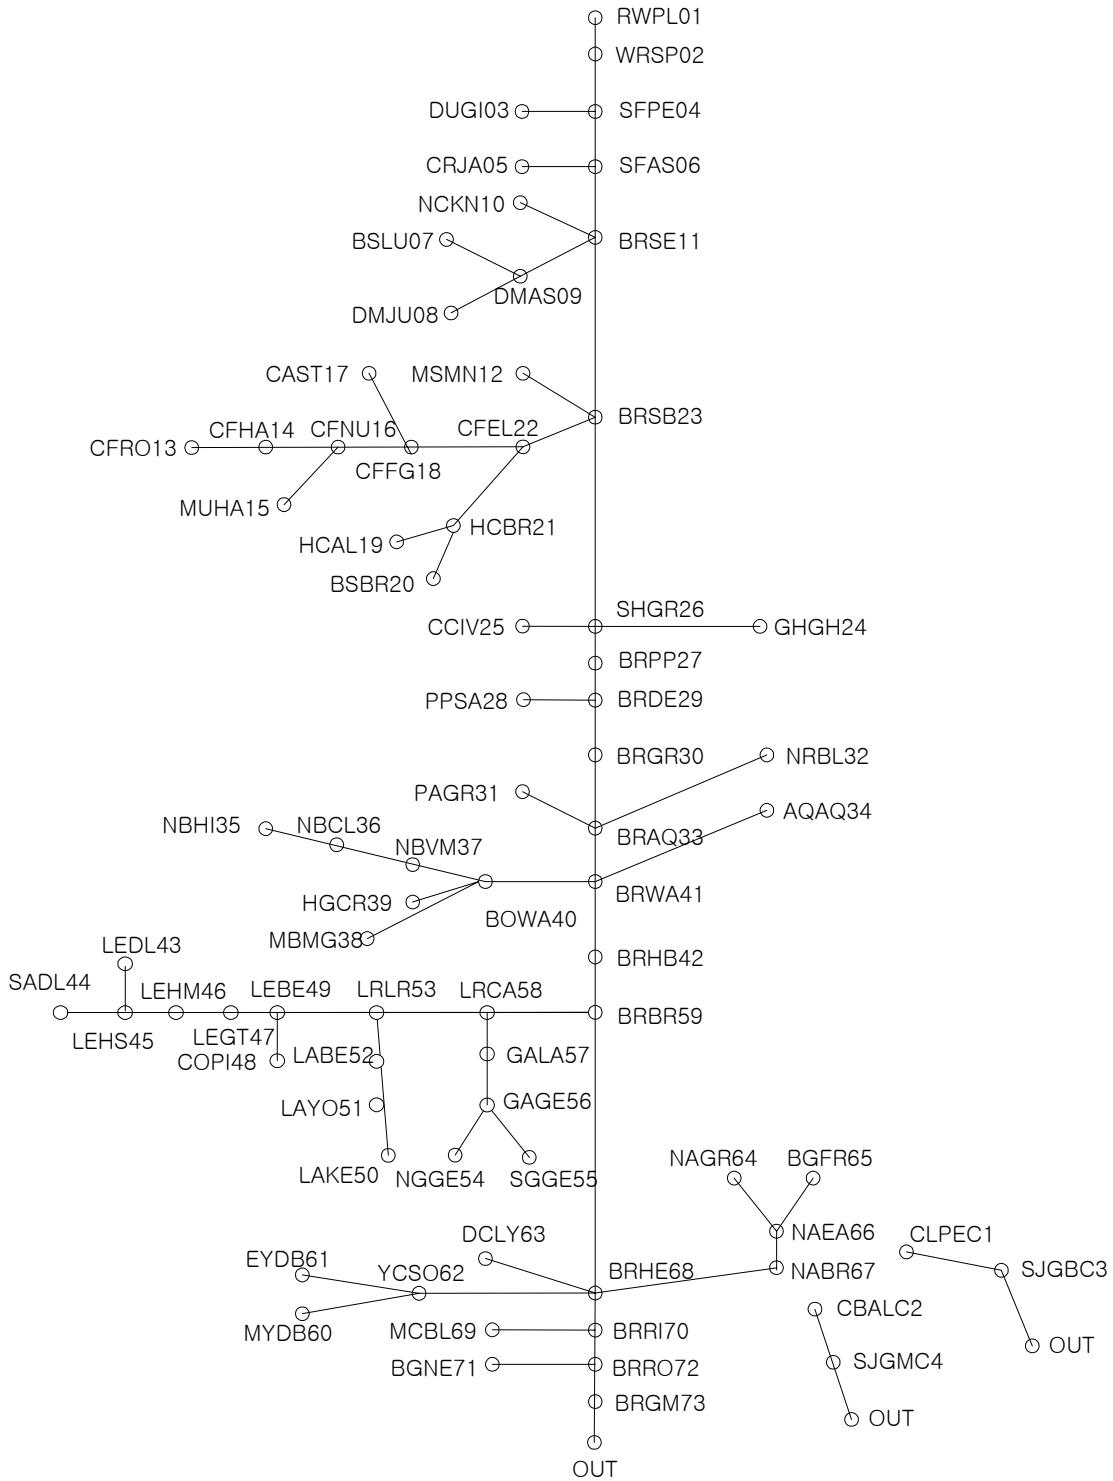 RWPL01
WRSP02
DUGI03
SFPE04
CRJA05
SFAS06
NCKN10
BSLU07
BRSE11
DMAS09
DMJU08
CAST17
MSMN12
BRSB23
CFRO13
CFHA14
CFNU16
CFEL22
CFFG18
MUHA15
HCBR21
HCAL19
BSBR20
SHGR26
CCIV25
GHGH24
BRPP27
PPSA28
BRDE29
BRGR30
NRBL32
PAGR31
AQAQ34
NBHI35
NBCL36
BRAQ33
NBVM37
BRWA41
HGCR39
BOWA40
MBMG38
LEDL43
BRHB42
SADL44
LEHM46
LEBE49
LRLR53
LRCA58
BRBR59
LEHS45
LEGT47
COPI48
LABE52
GALA57
LAYO51
GAGE56
LAKE50
NGGE54
SGGE55
NAGR64
BGFR65
DCLY63
NAEA66
CLPEC1
EYDB61
YCSO62
BRHE68
NABR67
SJGBC3
MYDB60
CBALC2
MCBL69
BRRI70
OUT
BGNE71
BRRO72
SJGMC4
BRGM73
OUT
OUT